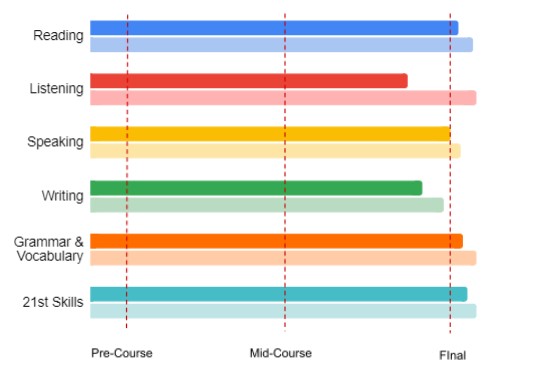 Reading
Listening
Speaking
Writing
Grammar &
Vocabulary
21st Skills
Pre-Course
Mid-Course
FInal